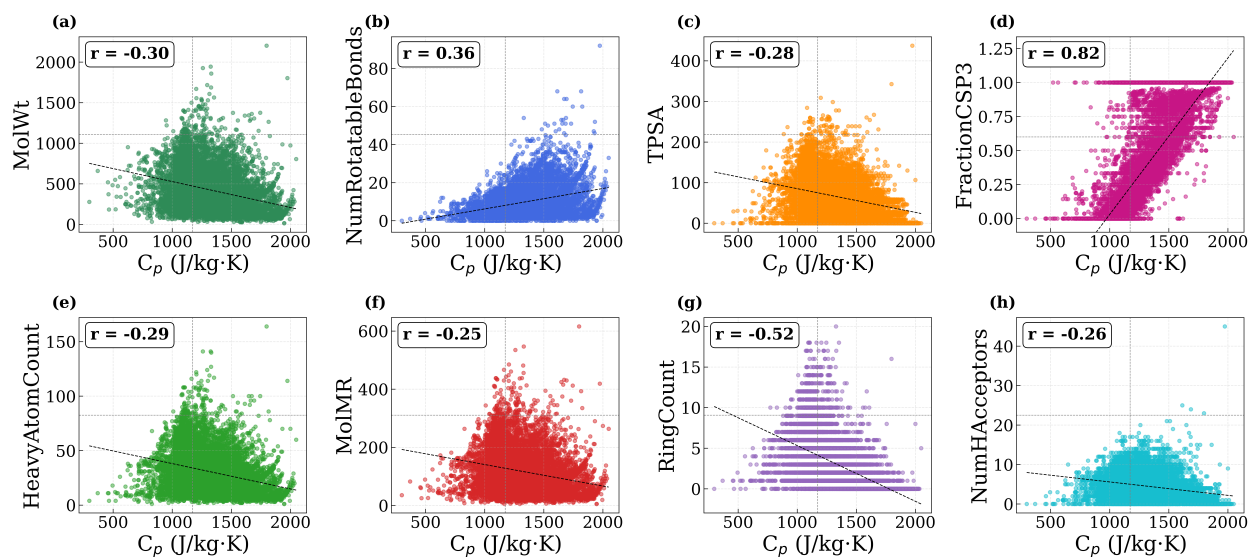 (a)
r = -0.30
MolWt
2000
1500
1000
500
0
500 1000 1500 2000
C_p (J/kg·K)
(b)
r = 0.36
NumRotatableBonds
80
60
40
20
0
500 1000 1500 2000
C_p (J/kg·K)
(c)
r = -0.28
TPSA
400
300
200
100
0
500 1000 1500 2000
C_p (J/kg·K)
(d)
r = 0.82
FractionCSP3
1.25
1.00
0.75
0.50
0.25
0.00
500 1000 1500 2000
C_p (J/kg·K)
(e)
r = -0.29
HeavyAtomCount
150
100
50
0
500 1000 1500 2000
C_p (J/kg·K)
(f)
r = -0.25
MolMR
600
400
200
0
500 1000 1500 2000
C_p (J/kg·K)
(g)
r = -0.52
RingCount
20
15
10
5
0
500 1000 1500 2000
C_p (J/kg·K)
(h)
r = -0.26
NumHAcceptors
40
30
20
10
0
500 1000 1500 2000
C_p (J/kg·K)